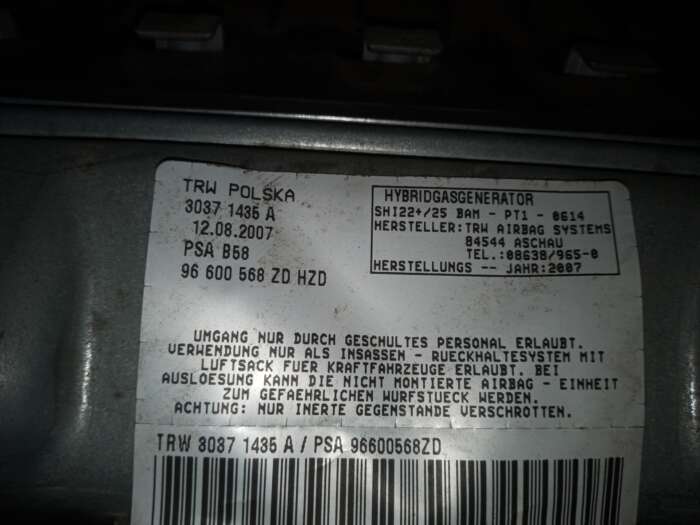 TRW POLSKA
3037 1435 A
12.08.2007
PSA B58
96 600 568 ZD HZD
HYBRIDGASGENERATOR
SHI22+/25 BAM - PT1 - 0614
HERSTELLER:TRW AIRBAG SYSTEMS
84544 ASCHAU
TEL.:08638/965-0
HERSTELLUNGS -- JAHR:2007
UMGANG NUR DURCH GESCHULTES PERSONAL ERLAUBT.
VERWENDUNG NUR ALS INSASSEN - RUECKHALTESYSTEM MIT
LUFTSACK FUER KRAFTFAHRZEUGE ERLAUBT. BEI
AUSLOESUNG KANN DIE NICHT MONTIERTE AIRBAG - EINHEIT
ZUM GEFAEHRLICHEN WURFSTUECK WERDEN.
ACHTUNG: NUR INERTE GEGENSTANDE VERSCHROTTEN.
TRW 3037 1435 A / PSA 96600568ZD